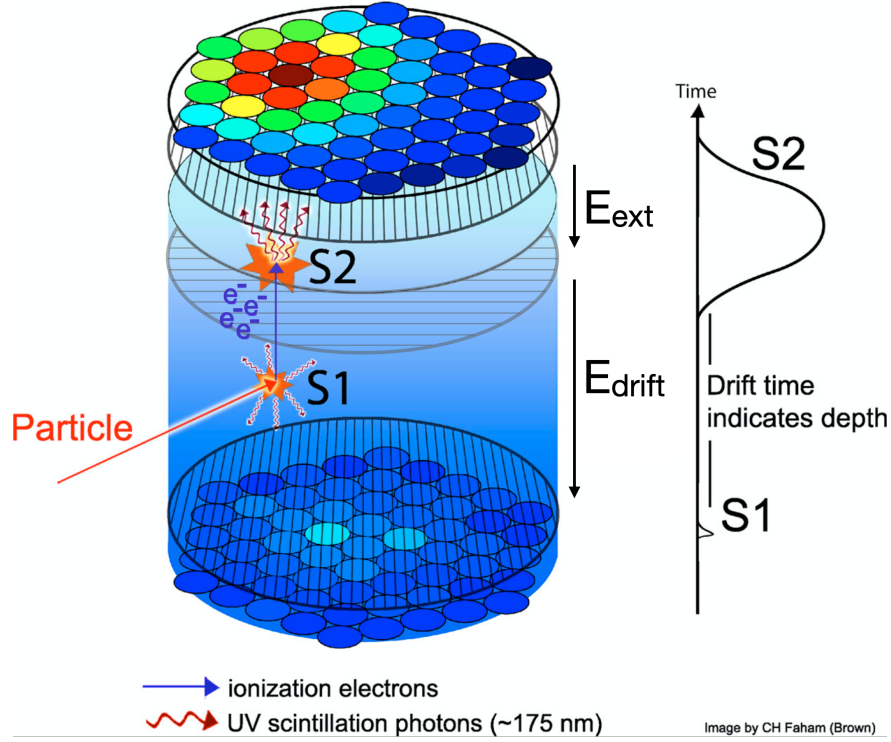 Time
S2
Eext
S2
e-
e-
e-
e-
Edrift
S1
Particle
Drift time
indicates depth
S1
ionization electrons
UV scintillation photons (~175 nm)
Image by CH Faham (Brown)